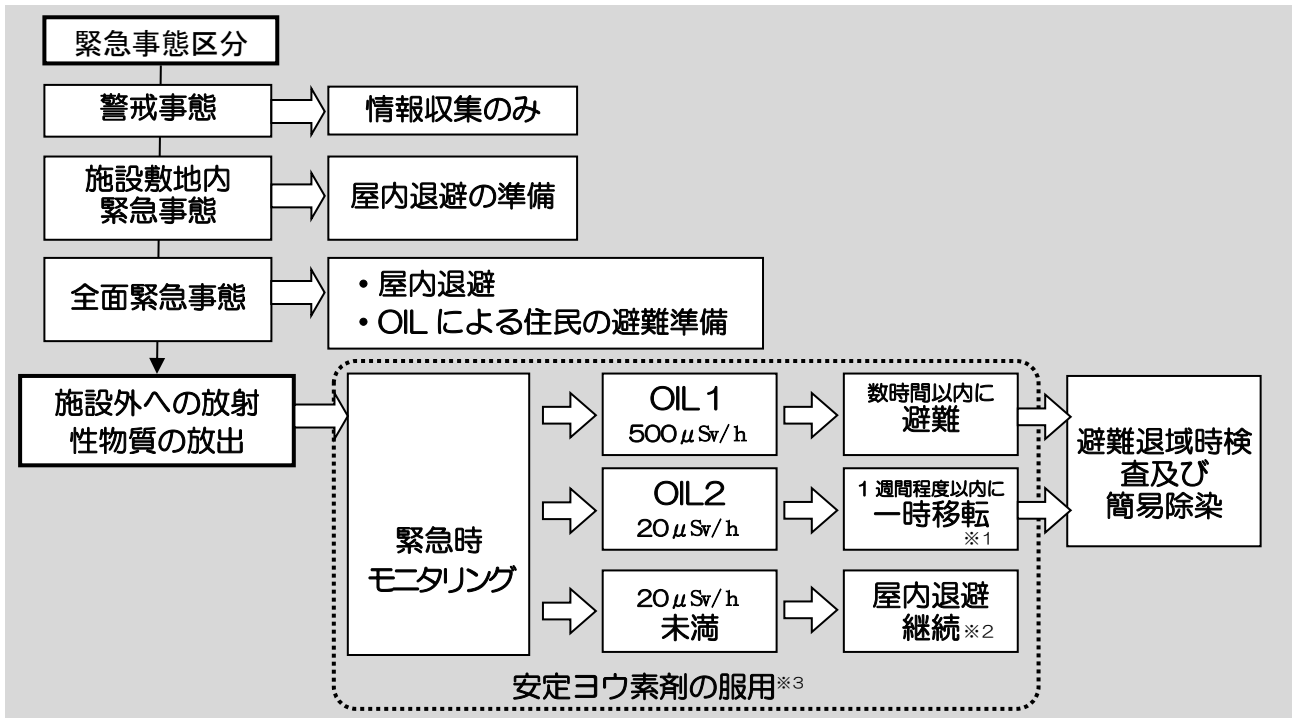 緊急事態区分
警戒事態
情報収集のみ
施設敷地内
緊急事態
屋内退避の準備
全面緊急事態
・屋内退避
・OILによる住民の避難準備
施設外への放射
性物質の放出
緊急時
モニタリング
OIL1
500μSv/h
数時間以内に
避難
OIL2
20μSv/h
1週間程度以内に
一時移転
※1
20μSv/h
未満
屋内退避
継続※2
避難退域時検
査及び
簡易除染
安定ヨウ素剤の服用※3